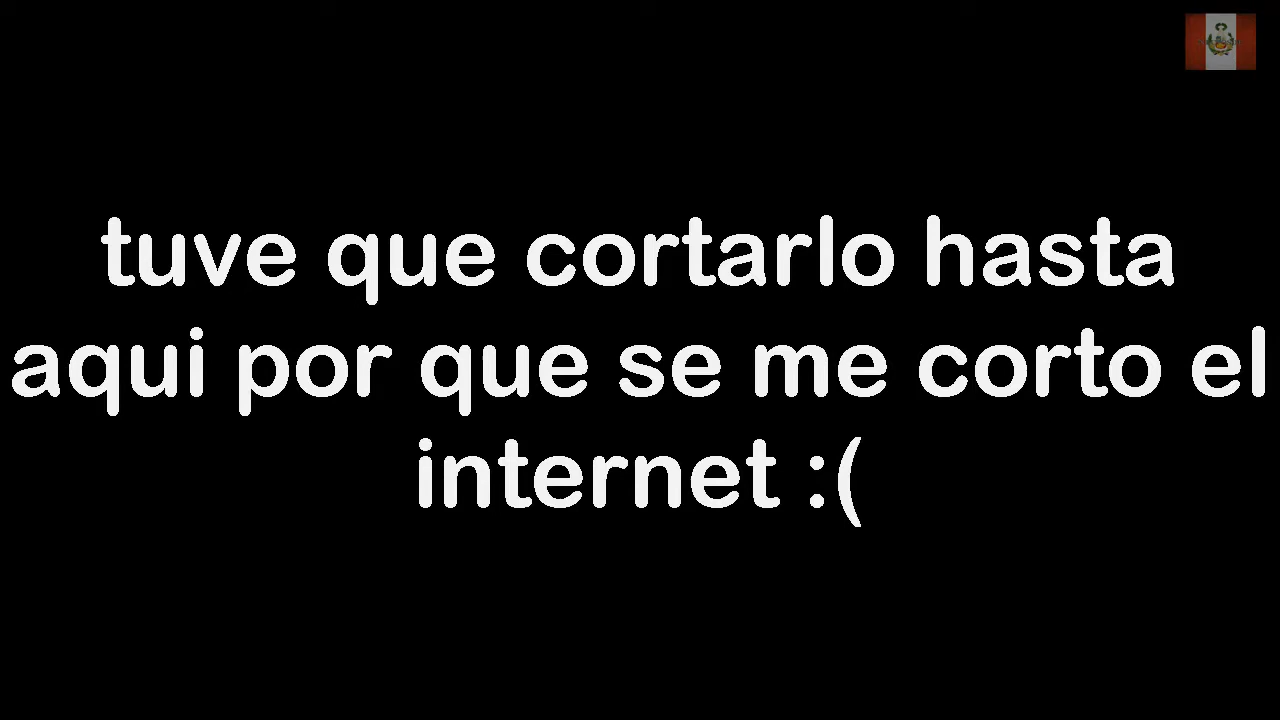 tuve que cortarlo hasta
aqui por que se me corto el
internet :(